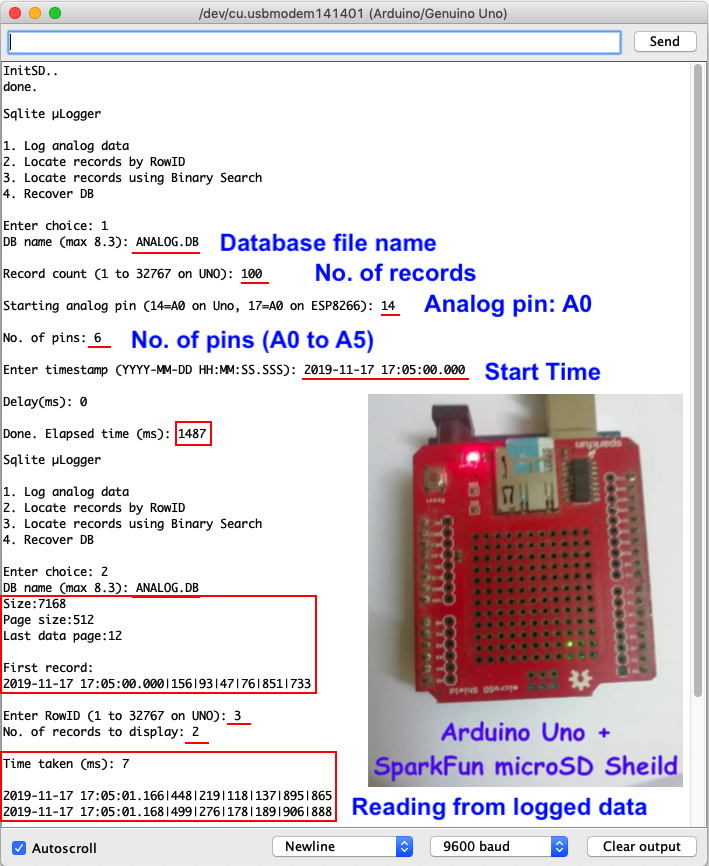 /dev/cu.usbmodem141401 (Arduino/Genuino Uno)
Send
InitSD..
done.
Sqlite µLogger
1. Log analog data
2. Locate records by RowID
3. Locate records using Binary Search
4. Recover DB
Enter choice: 1
DB name (max 8.3): ANALOG.DB Database file name
Record count (1 to 32767 on UNO): 100 No. of records
Starting analog pin (14=A0 on Uno, 17=A0 on ESP8266): 14 Analog pin: A0
No. of pins: 6 No. of pins (A0 to A5)
Enter timestamp (YYYY-MM-DD HH:MM:SS.SSS): 2019-11-17 17:05:00.000 Start Time
Delay(ms): 0
Done. Elapsed time (ms): 1487
Sqlite µLogger
1. Log analog data
2. Locate records by RowID
3. Locate records using Binary Search
4. Recover DB
Enter choice: 2
DB name (max 8.3): ANALOG.DB
Size:7168
Page size:512
Last data page:12
First record:
2019-11-17 17:05:00.000|156|93|47|76|851|733
Enter RowID (1 to 32767 on UNO): 3
No. of records to display: 2
Time taken (ms): 7
2019-11-17 17:05:01.166|448|219|118|137|895|865
2019-11-17 17:05:01.168|499|276|178|189|906|888
sparkfun
Reset
microSD Shield
Arduino Uno +
SparkFun microSD Sheild
Reading from logged data
Autoscroll
Newline
9600 baud
Clear output